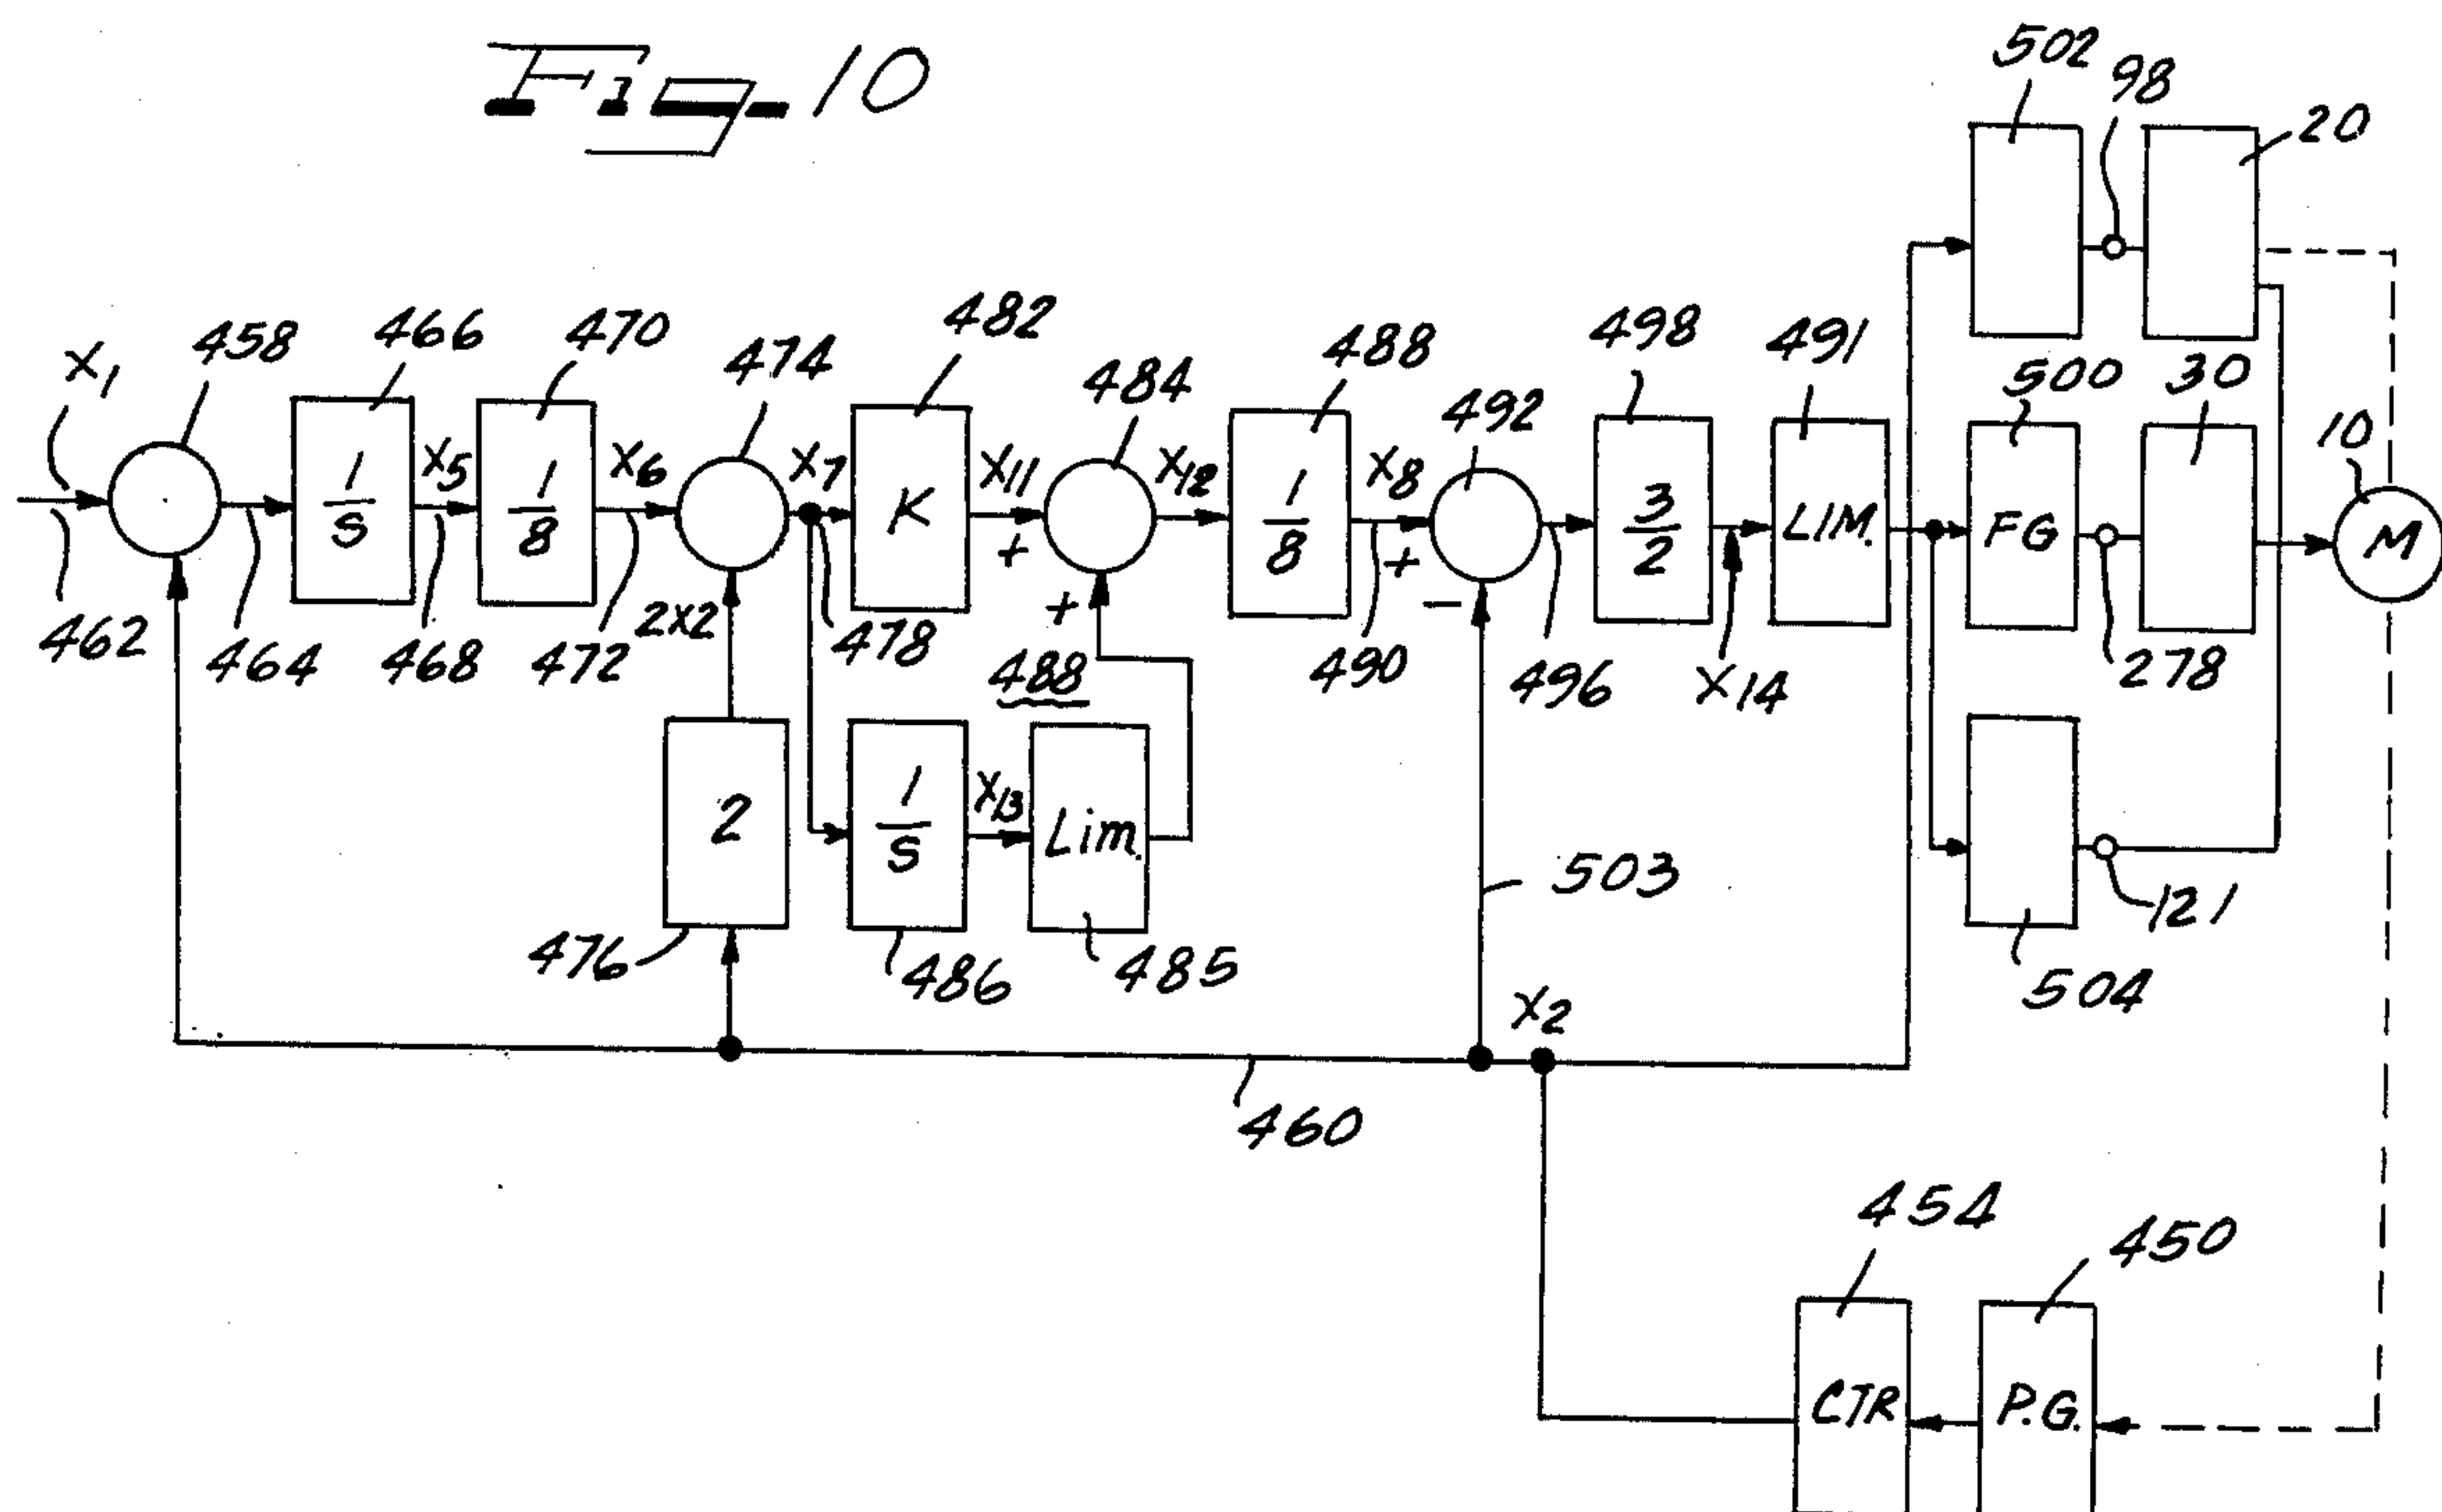 Fig-10
502
98
20
x1
458
466
470
474
482
484
488
492
498
491
500
30
10
1/s
x5
1/8
x6
x7
K
x11
+
x12
1/8
x8
+
3/2
LIM.
FG
M
462
464
468
472
2x2
478
+
488
490
−
496
x14
278
2
1/s
x13
Lim.
503
121
476
486
485
504
x2
460
454
450
CTR
P.G.